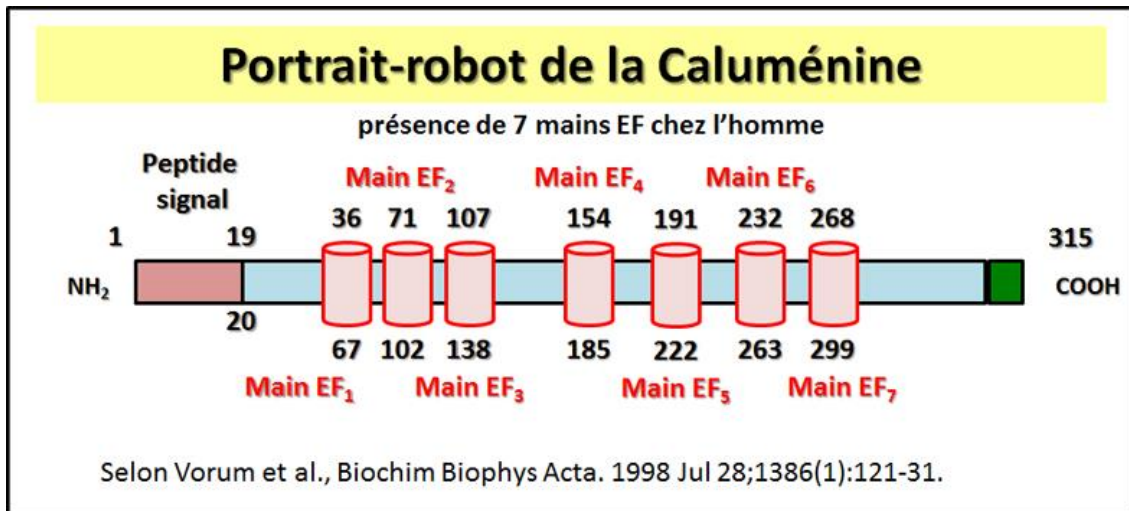 Portrait-robot de la Caluménine
présence de 7 mains EF chez l'homme
Peptide
signal
Main EF₂ Main EF₄ Main EF₆
1 19 36 71 107 154 191 232 268 315
NH₂ COOH
20 67 102 138 185 222 263 299
Main EF₁ Main EF₃ Main EF₅ Main EF₇
Selon Vorum et al., Biochim Biophys Acta. 1998 Jul 28;1386(1):121-31.